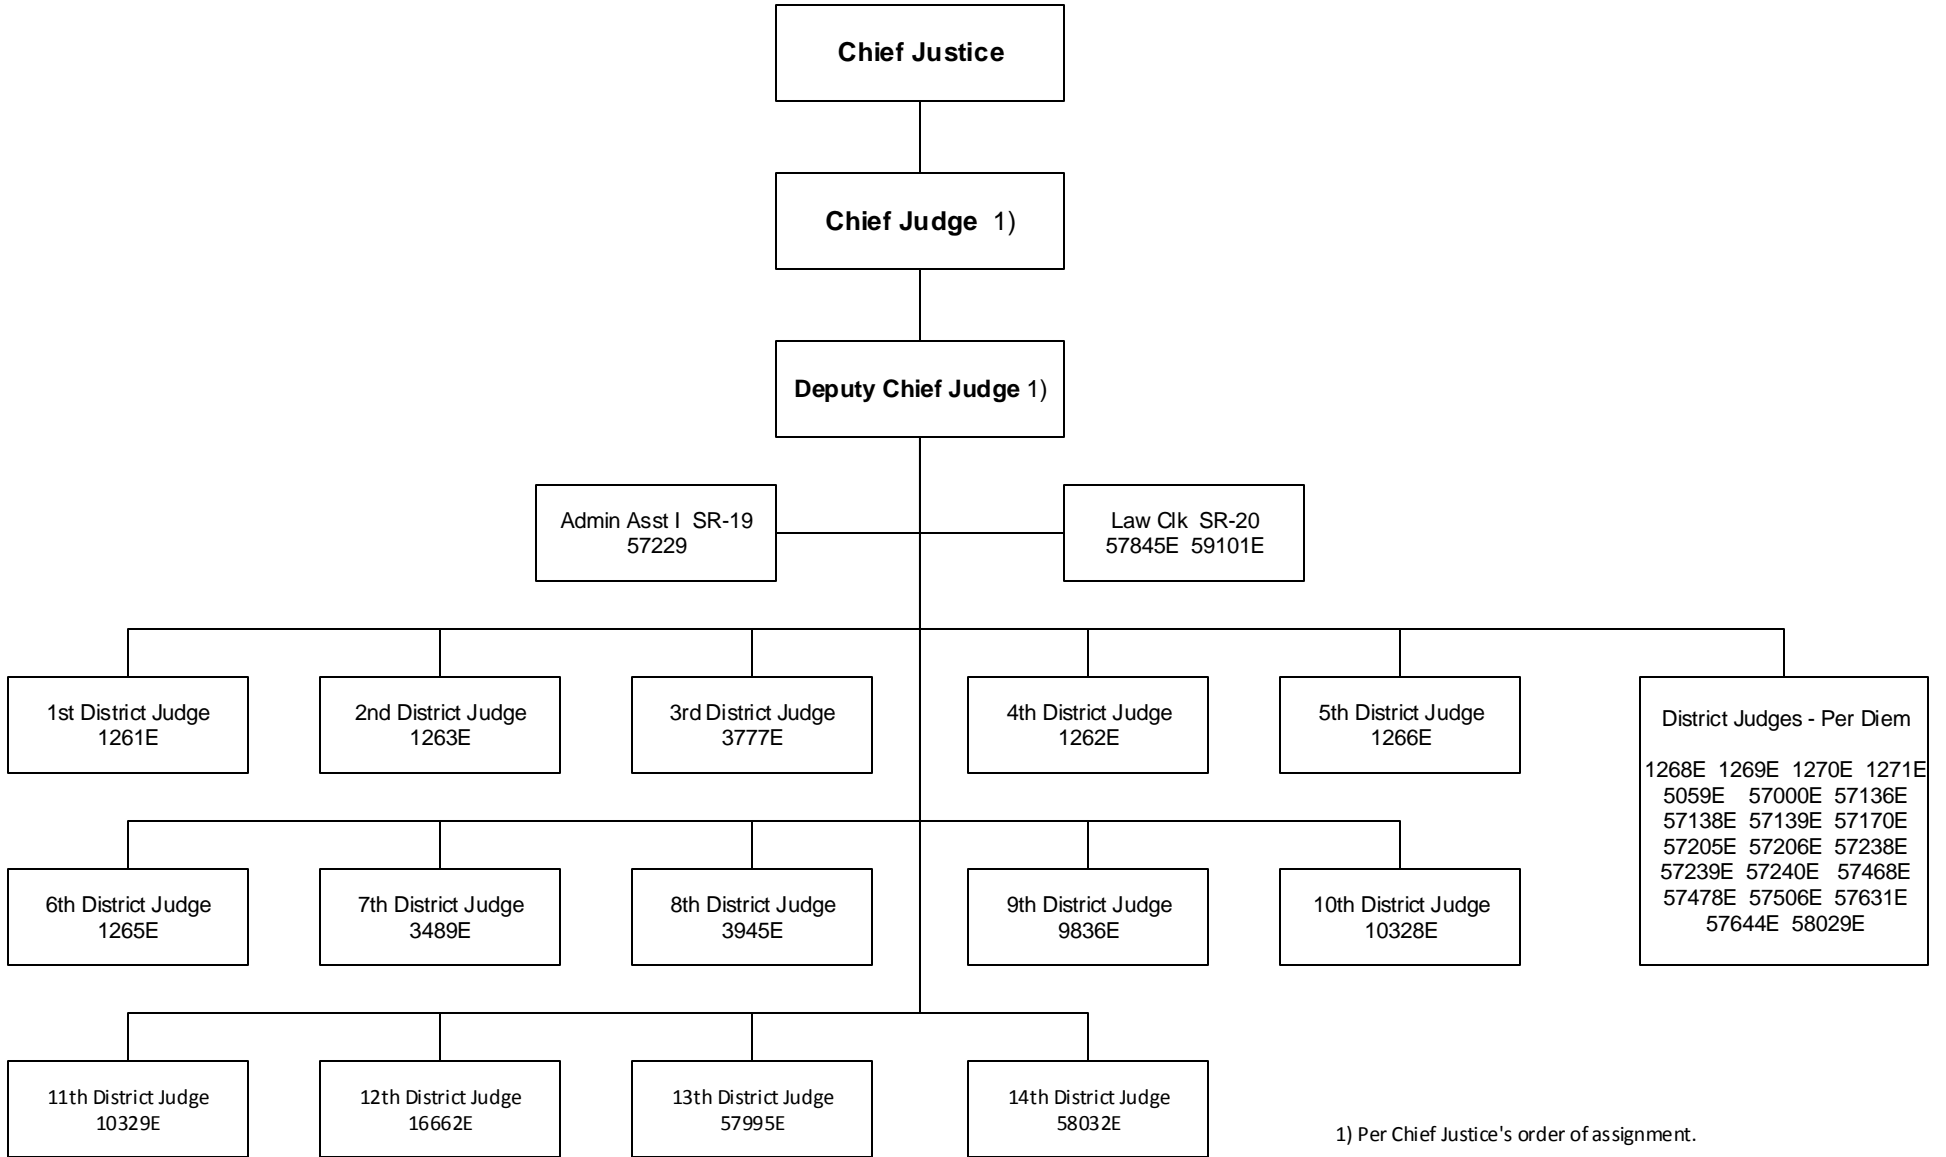 Chief Justice
Chief Judge 1)
Deputy Chief Judge 1)
Admin Asst I SR-19
57229
Law Clk SR-20
57845E 59101E
1st District Judge
1261E
2nd District Judge
1263E
3rd District Judge
3777E
4th District Judge
1262E
5th District Judge
1266E
District Judges - Per Diem
1268E 1269E 1270E 1271E
5059E 57000E 57136E
57138E 57139E 57170E
57205E 57206E 57238E
57239E 57240E 57468E
57478E 57506E 57631E
57644E 58029E
6th District Judge
1265E
7th District Judge
3489E
8th District Judge
3945E
9th District Judge
9836E
10th District Judge
10328E
11th District Judge
10329E
12th District Judge
16662E
13th District Judge
57995E
14th District Judge
58032E
1) Per Chief Justice's order of assignment.